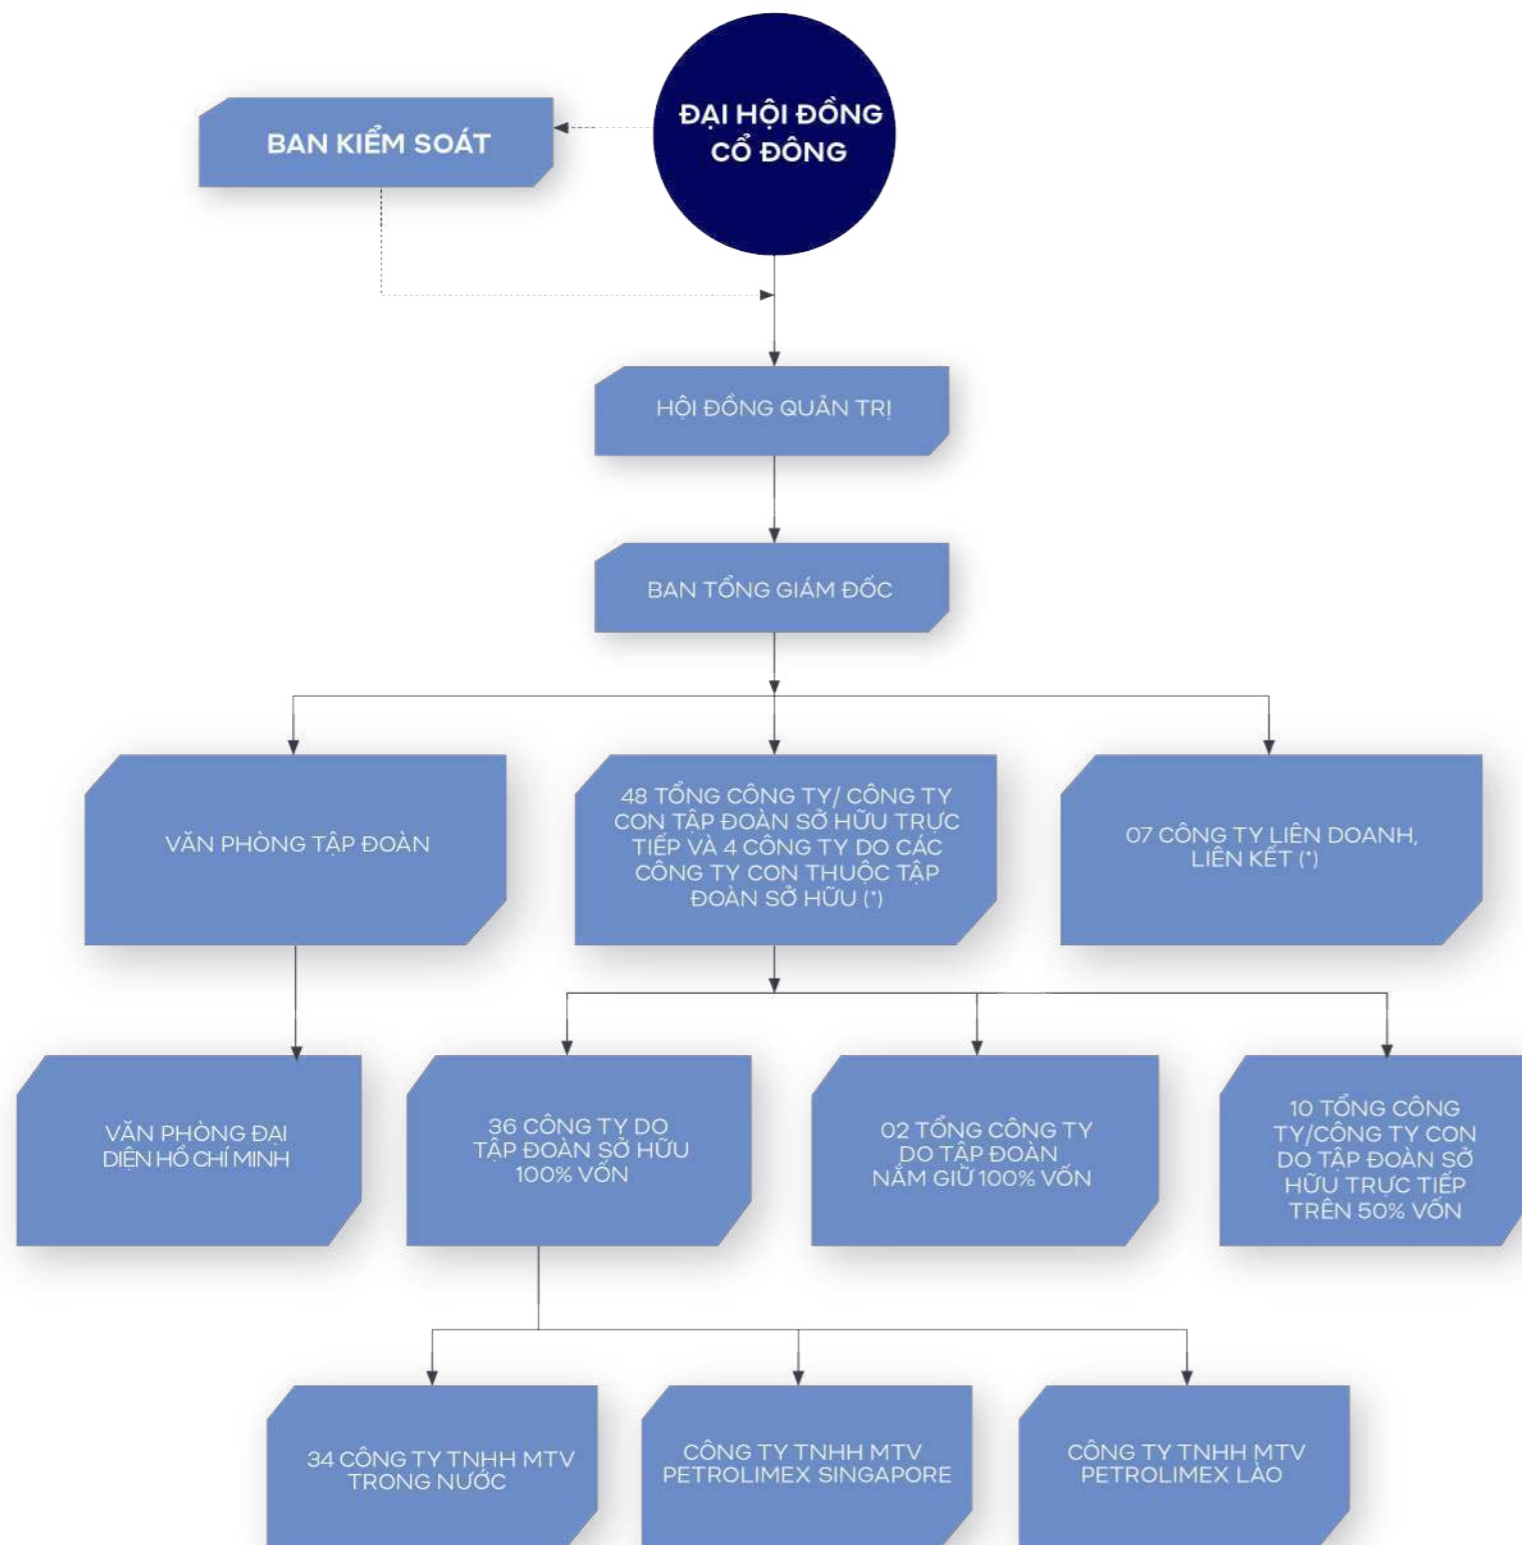 ĐẠI HỘI ĐỒNG
CỔ ĐÔNG
BAN KIỂM SOÁT
HỘI ĐỒNG QUẢN TRỊ
BAN TỔNG GIÁM ĐỐC
VĂN PHÒNG TẬP ĐOÀN
48 TỔNG CÔNG TY/ CÔNG TY
CON TẬP ĐOÀN SỞ HỮU TRỰC
TIẾP VÀ 4 CÔNG TY DO CÁC
CÔNG TY CON THUỘC TẬP
ĐOÀN SỞ HỮU (*)
07 CÔNG TY LIÊN DOANH,
LIÊN KẾT (*)
VĂN PHÒNG ĐẠI
DIỆN HỒ CHÍ MINH
36 CÔNG TY DO
TẬP ĐOÀN SỞ HỮU
100% VỐN
02 TỔNG CÔNG TY
DO TẬP ĐOÀN
NẮM GIỮ 100% VỐN
10 TỔNG CÔNG
TY/CÔNG TY CON
DO TẬP ĐOÀN SỞ
HỮU TRỰC TIẾP
TRÊN 50% VỐN
34 CÔNG TY TNHH MTV
TRONG NƯỚC
CÔNG TY TNHH MTV
PETROLIMEX SINGAPORE
CÔNG TY TNHH MTV
PETROLIMEX LÀO